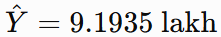 Ŷ = 9.1935 lakh